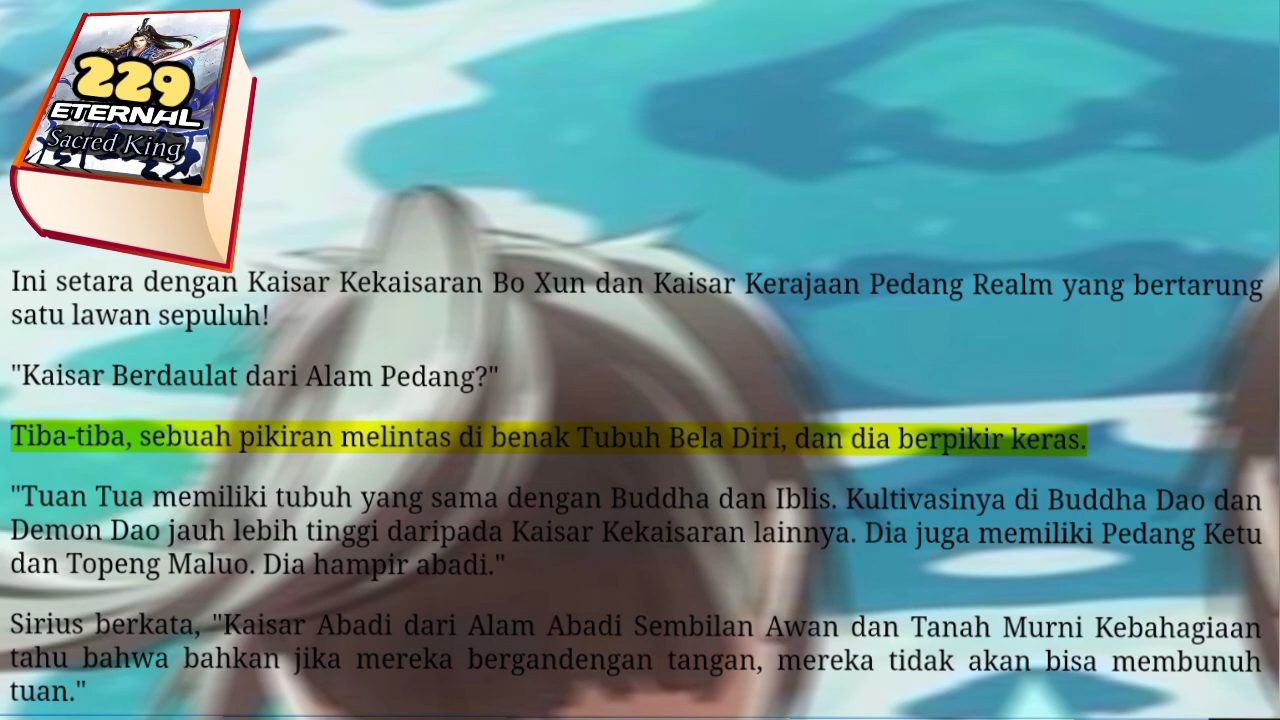 229
ETERNAL
Sacred King
Ini setara dengan Kaisar Kekaisaran Bo Xun dan Kaisar Kerajaan Pedang Realm yang bertarung
satu lawan sepuluh!
"Kaisar Berdaulat dari Alam Pedang?"
Tiba-tiba, sebuah pikiran melintas di benak Tubuh Bela Diri, dan dia berpikir keras.
"Tuan Tua memiliki tubuh yang sama dengan Buddha dan Iblis. Kultivasinya di Buddha Dao dan
Demon Dao jauh lebih tinggi daripada Kaisar Kekaisaran lainnya. Dia juga memiliki Pedang Ketu
dan Topeng Maluo. Dia hampir abadi."
Sirius berkata, "Kaisar Abadi dari Alam Abadi Sembilan Awan dan Tanah Murni Kebahagiaan
tahu bahwa bahkan jika mereka bergandengan tangan, mereka tidak akan bisa membunuh
tuan."